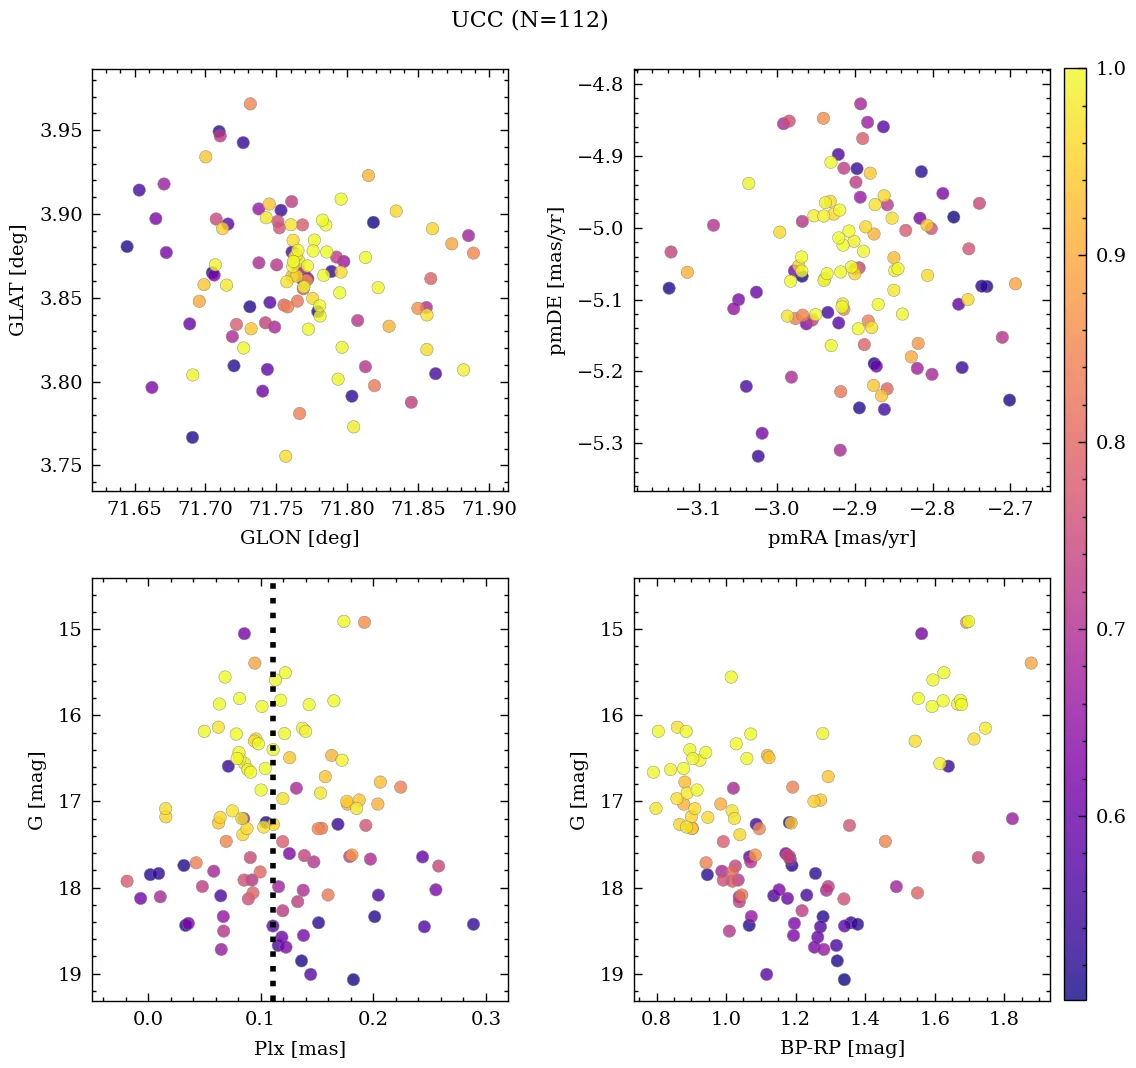 UCC (N=112)
3.95
3.90
3.85
3.80
3.75
GLAT [deg]
71.65 71.70 71.75 71.80 71.85 71.90
GLON [deg]
−4.8
−4.9
−5.0
−5.1
−5.2
−5.3
pmDE [mas/yr]
−3.1 −3.0 −2.9 −2.8 −2.7
pmRA [mas/yr]
15
16
17
18
19
G [mag]
0.0 0.1 0.2 0.3
Plx [mas]
15
16
17
18
19
G [mag]
0.8 1.0 1.2 1.4 1.6 1.8
BP-RP [mag]
1.0
0.9
0.8
0.7
0.6